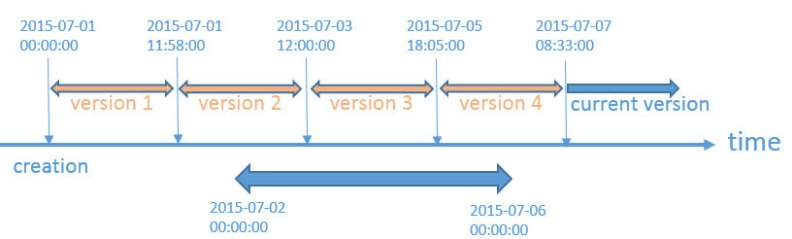 2015-07-01
00:00:00
2015-07-01
11:58:00
2015-07-03
12:00:00
2015-07-05
18:05:00
2015-07-07
08:33:00
version 1
version 2
version 3
version 4
current version
time
creation
2015-07-02
00:00:00
2015-07-06
00:00:00